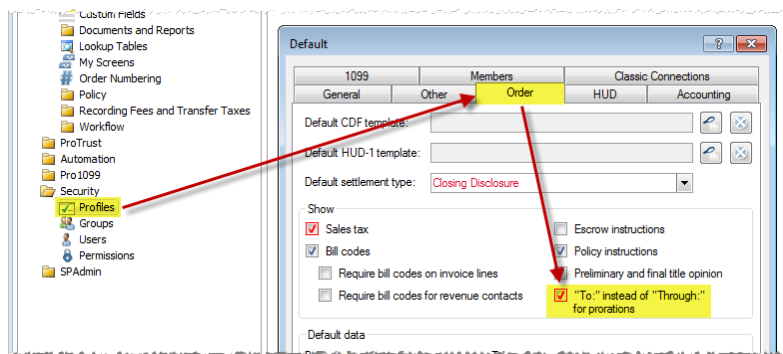 Custom Fields
Documents and Reports
Lookup Tables
My Screens
Order Numbering
Policy
Recording Fees and Transfer Taxes
Workflow
ProTrust
Automation
Pro1099
Security
Profiles
Groups
Users
Permissions
SPAdmin
Default
1099 Members Classic Connections
General Other Order HUD Accounting
Default CDF template:
Default HUD-1 template:
Default settlement type: Closing Disclosure
Show
Sales tax
Bill codes
Require bill codes on invoice lines
Require bill codes for revenue contacts
Escrow instructions
Policy instructions
Preliminary and final title opinion
"To:" instead of "Through:"
for prorations
Default data